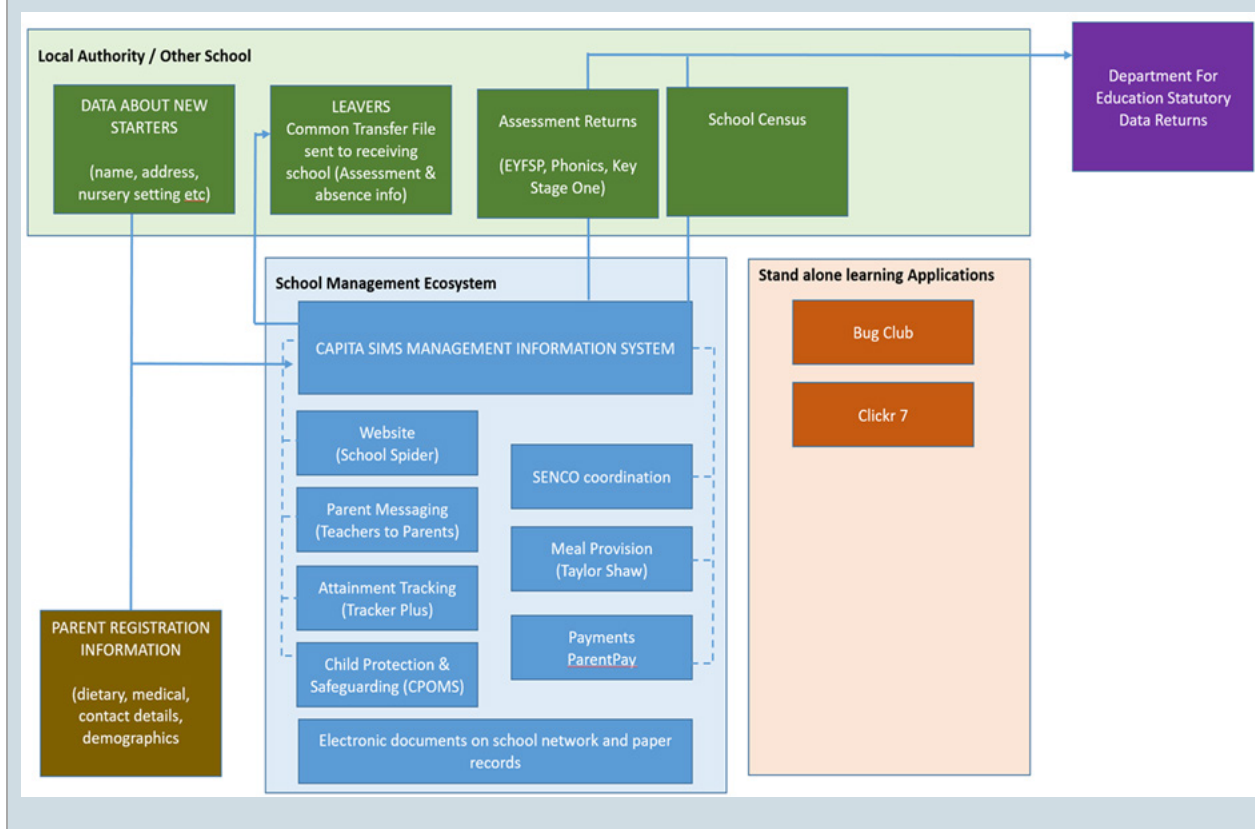 Local Authority / Other School
DATA ABOUT NEW
STARTERS
(name, address,
nursery setting etc)
LEAVERS
Common Transfer File
sent to receiving
school (Assessment &
absence info)
Assessment Returns
(EYFSP, Phonics, Key
Stage One)
School Census
Department For
Education Statutory
Data Returns
School Management Ecosystem
CAPITA SIMS MANAGEMENT INFORMATION SYSTEM
Website
(School Spider)
Parent Messaging
(Teachers to Parents)
Attainment Tracking
(Tracker Plus)
Child Protection &
Safeguarding (CPOMS)
SENCO coordination
Meal Provision
(Taylor Shaw)
Payments
ParentPay
Electronic documents on school network and paper
records
Stand alone learning Applications
Bug Club
Clickr 7
PARENT REGISTRATION
INFORMATION
(dietary, medical,
contact details,
demographics